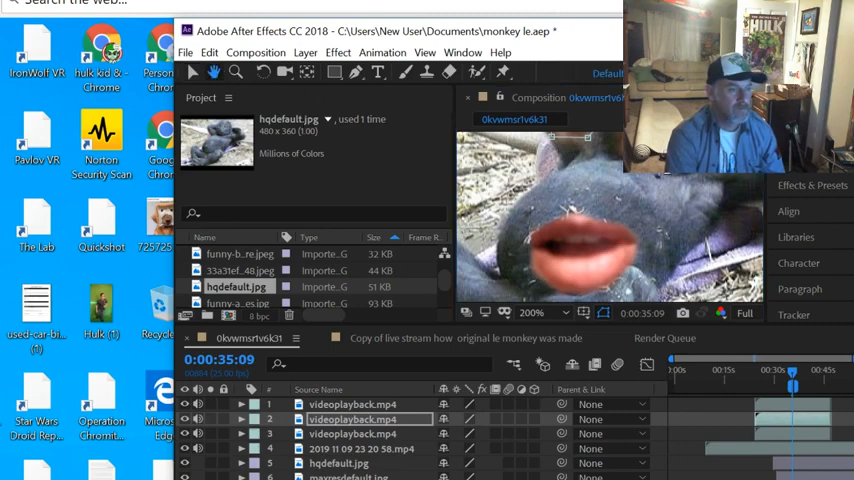 Search the web...
Adobe After Effects CC 2018 - C:\Users\New User\Documents\monkey le.aep *
File Edit Composition Layer Effect Animation View Window Help
IronWolf VR
hulk kid & -
Chrome
Person
Chrom
Project
Default
hqdefault.jpg , used 1 time
480 x 360 (1.00)
Millions of Colors
Composition 0kvwmsr1v6k31
0kvwmsr1v6k31
HULK
Pavlov VR
Norton
Security Scan
Goog
Effects & Presets
Align
Libraries
Character
Paragraph
Tracker
The Lab
Quickshot
725725
Name Type Size Frame R...
funny-b...re.jpeg Importe...G 32 KB
33a31ef...48.jpg Importe...G 44 KB
hqdefault.jpg Importe...G 51 KB
funny-a...es.jpg Importe...G 93 KB
8 bpc
200% 0:00:35:09 Full
used-car-bi...
(1)
Hulk (1)
Recycle
0kvwmsr1v6k31
Copy of live stream how original le monkey was made
Render Queue
0:00:35:09
00884 (25.00 fps)
:00s 00:15s 00:30s 00:45s
# Source Name fx Parent & Link
1 videoplayback.mp4 None
2 videoplayback.mp4 None
3 videoplayback.mp4 None
4 2019 11 09 23 20 58.mp4 None
5 hqdefault.jpg None
6 maxresdefault.jpg None
Star Wars
Droid Rep...
Operation
Chromit...
Micros
Edg